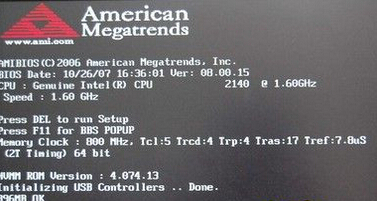 American
Megatrends
www.ami.com
AMIBIOS(C)2006 American Megatrends, Inc.
BIOS Date: 10/26/07 16:36:01 Ver: 08.00.15
CPU : Genuine Intel(R) CPU 2140 @ 1.60GHz
Speed : 1.60 GHz
Press DEL to run Setup
Press F11 for BBS POPUP
Memory Clock : 800 MHz, Tcl:5 Trcd:4 Trp:4 Tras:17 Tref:7.8uS
(2T Timing) 64 bit
NVMM ROM Version : 4.074.13
Initializing USB Controllers .. Done.
896MB OK